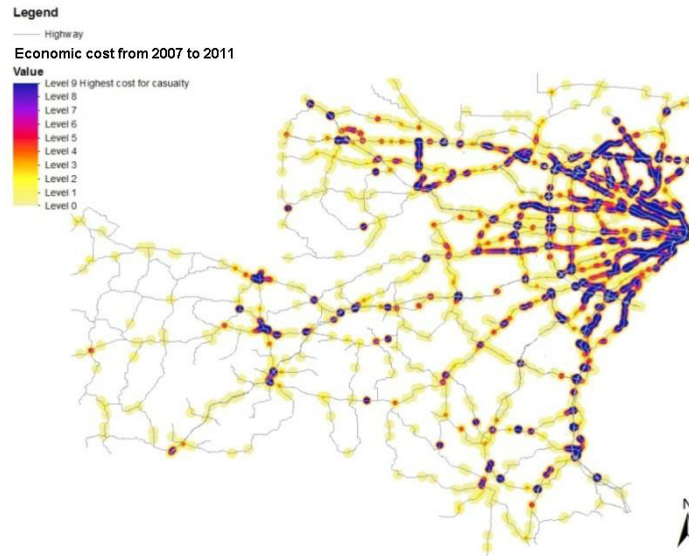 Legend
Highway
Economic cost from 2007 to 2011
Value
Level 9 Highest cost for casualty
Level 8
Level 7
Level 6
Level 5
Level 4
Level 3
Level 2
Level 1
Level 0
N